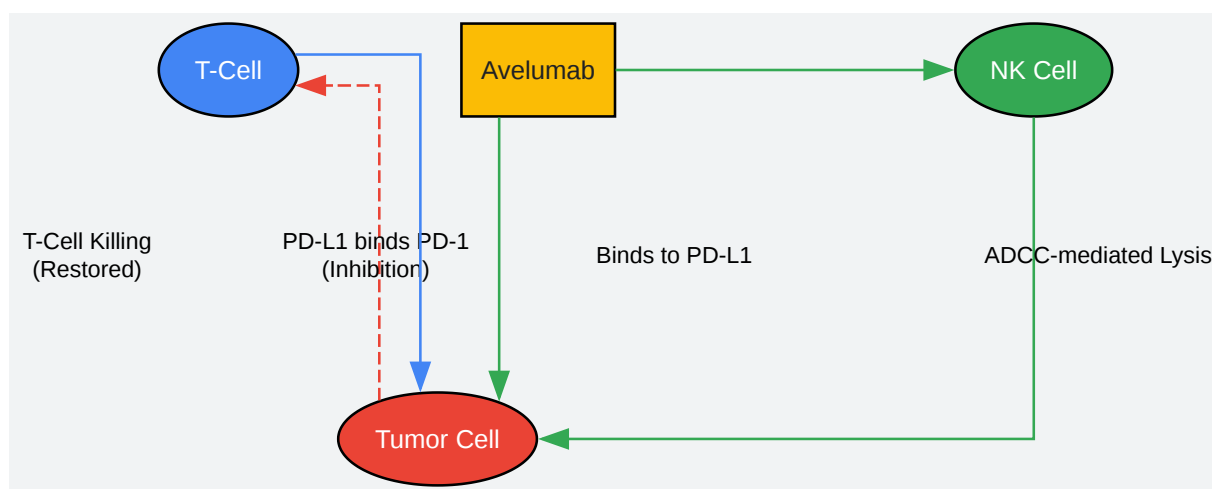 T-Cell
Avelumab
NK Cell
T-Cell Killing
(Restored)
PD-L1 binds PD-1
(Inhibition)
Binds to PD-L1
ADCC-mediated Lysis
Tumor Cell